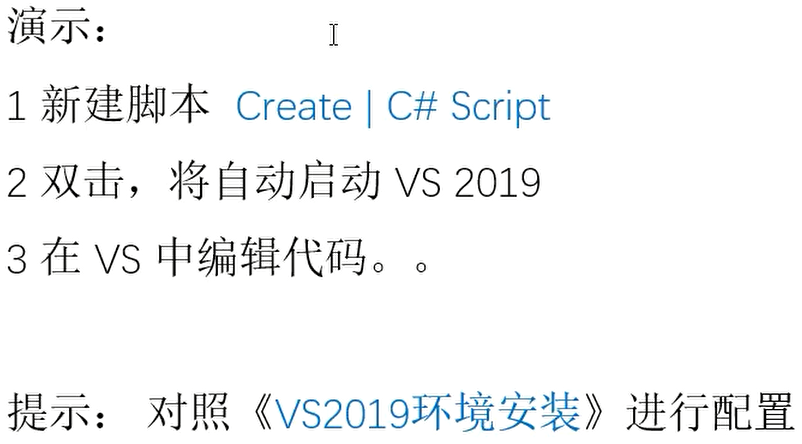 演示：
1 新建脚本 Create | C# Script
2 双击，将自动启动 VS 2019
3 在 VS 中编辑代码。。
提示： 对照《VS2019环境安装》进行配置